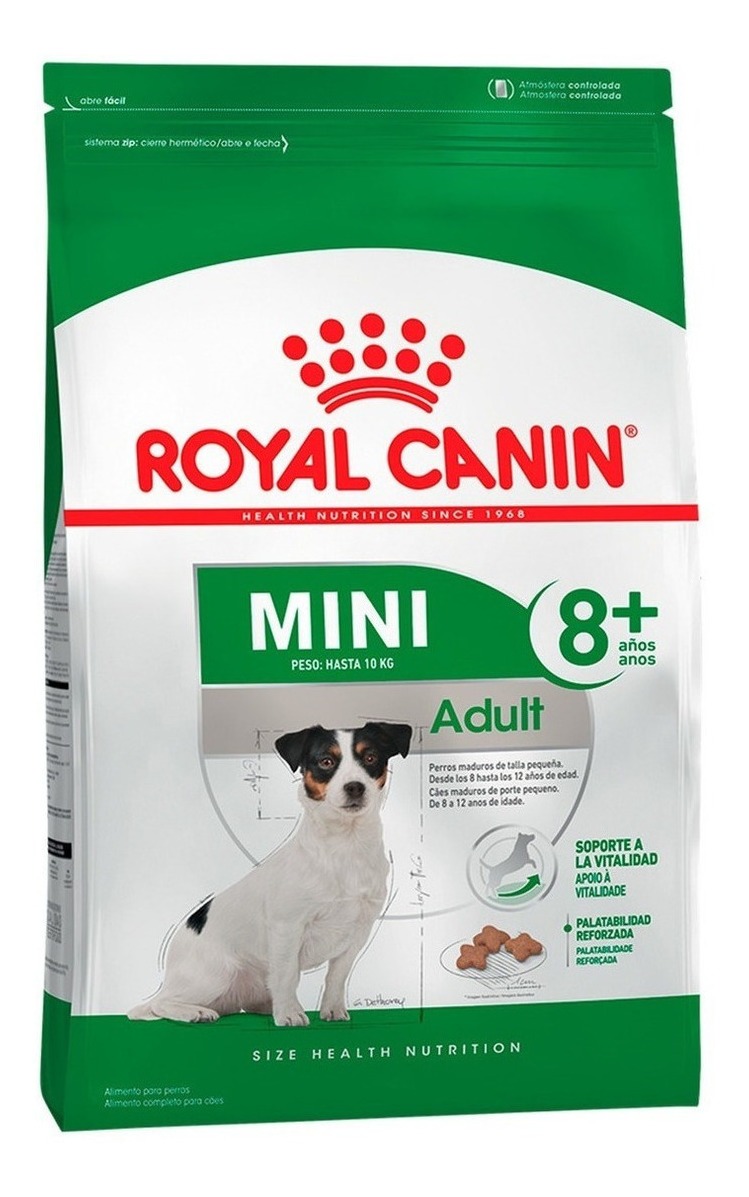 abre fácil
Atmósfera controlada
Atmosfera controlada
sistema zip: cierre hermético/abre e fecha
ROYAL CANIN®
HEALTH NUTRITION SINCE 1968
MINI
PESO: HASTA 10 KG
8+
años
anos
Adult
Perros maduros de talla pequeña.
Desde los 8 hasta los 12 años de edad.
Cães maduros de porte pequeno.
De 8 a 12 anos de idade.
SOPORTE A
LA VITALIDAD
APOIO À
VITALIDADE
PALATABILIDAD
REFORZADA
PALATABILIDADE
REFORÇADA
1cm
G. Dethorey
SIZE HEALTH NUTRITION
Alimento para perros
Alimento completo para cães